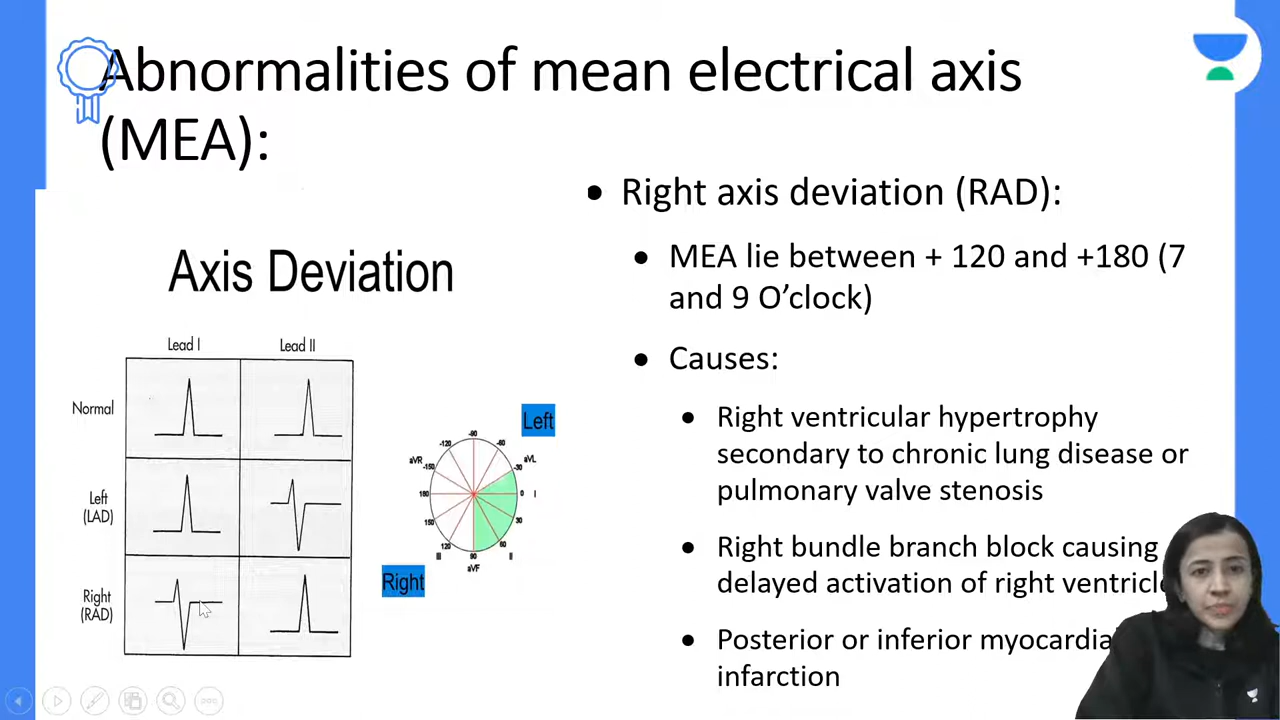 Abnormalities of mean electrical axis
(MEA):
• Right axis deviation (RAD):
• MEA lie between + 120 and +180 (7
and 9 O’clock)
• Causes:
• Right ventricular hypertrophy
secondary to chronic lung disease or
pulmonary valve stenosis
• Right bundle branch block causing
delayed activation of right ventricle
• Posterior or inferior myocardial
infarction
Axis Deviation
Lead I Lead II
Normal
Left
(LAD)
Right
(RAD)
Left
-90
-120 -60
aVR aVL
-150 -30
180 0 I
150 30
120 60
III II
90
aVF
Right